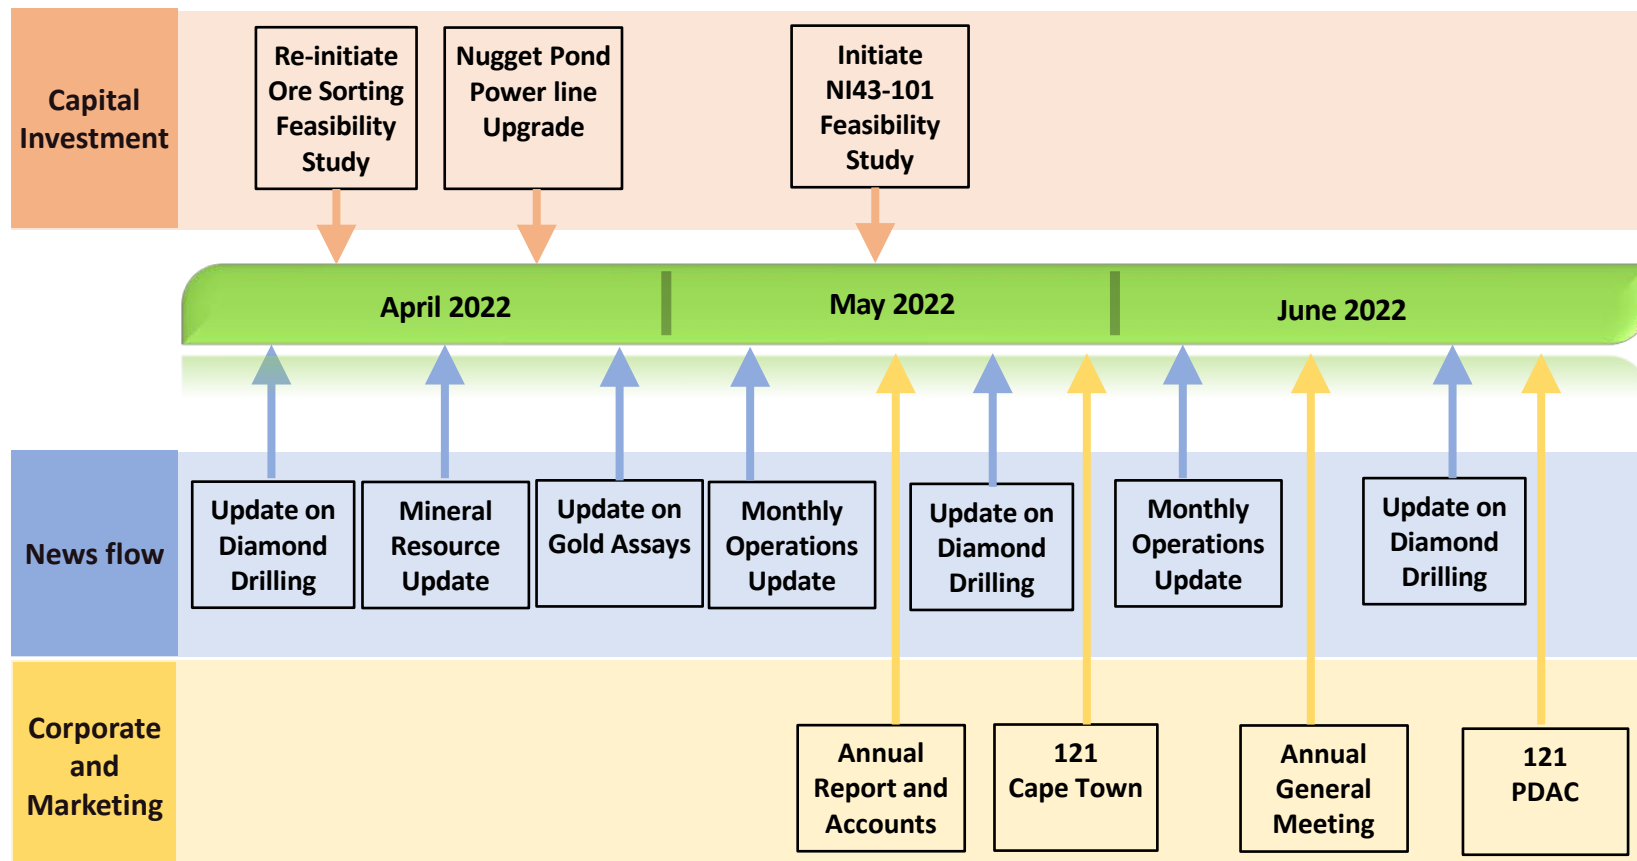 Capital
Investment
Re-initiate
Ore Sorting
Feasibility
Study
Nugget Pond
Power line
Upgrade
Initiate
NI43-101
Feasibility
Study
April 2022
May 2022
June 2022
News flow
Update on
Diamond
Drilling
Mineral
Resource
Update
Update on
Gold Assays
Monthly
Operations
Update
Update on
Diamond
Drilling
Monthly
Operations
Update
Update on
Diamond
Drilling
Corporate
and
Marketing
Annual
Report and
Accounts
121
Cape Town
Annual
General
Meeting
121
PDAC